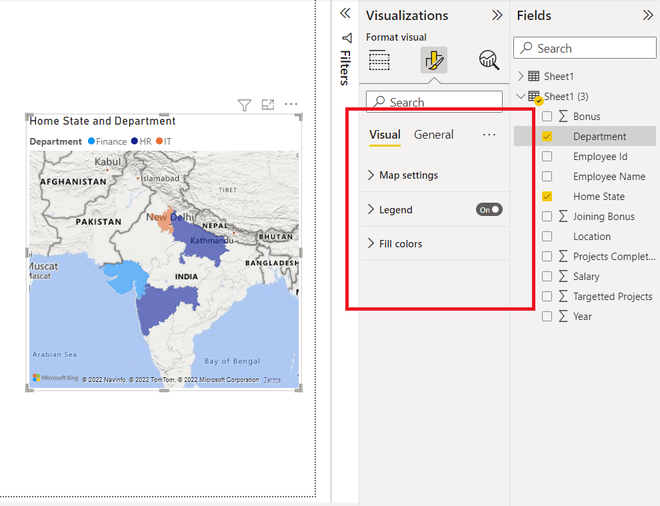 Home State and Department
Department Finance HR IT
Kabul
Islamabad
AFGHANISTAN
TIBET
PAKISTAN
New Delhi
NEPAL
BHUTAN
Kathmandu
Muscat
Mascat
INDIA
BANGLADESH
Arabian Sea
Bay of Bengal
Microsoft Bing
© 2022 NavInfo, © 2022 TomTom, © 2022 Microsoft Corporation Terms
Filters
Visualizations
Format visual
Search
Visual General ...
Map settings
Legend On
Fill colors
Fields
Search
Sheet1
Sheet1 (3)
Bonus
Department
Employee Id
Employee Name
Home State
Joining Bonus
Location
Projects Complet...
Salary
Targetted Projects
Year